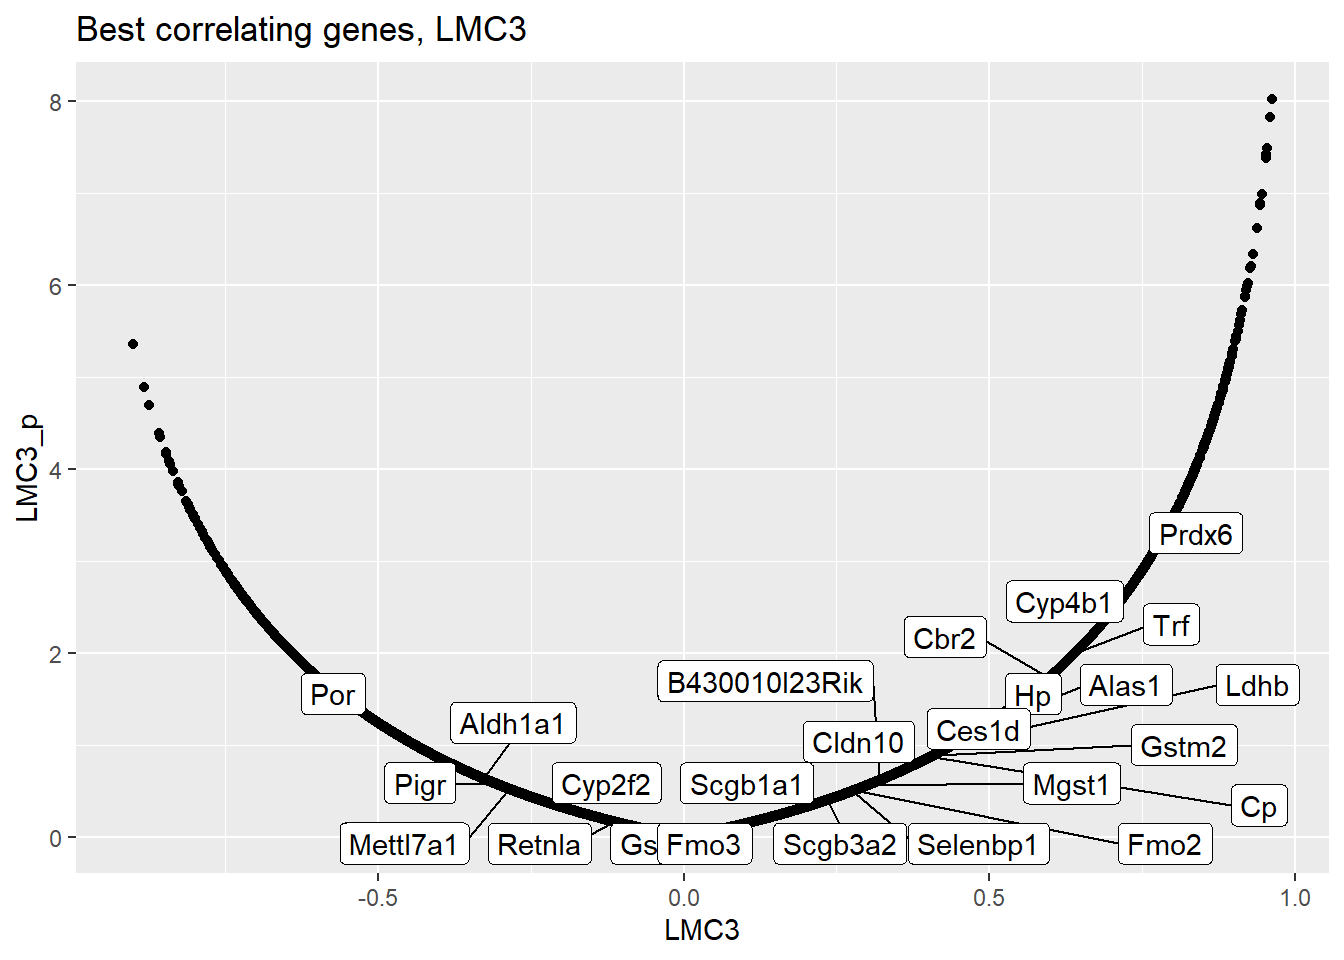 Best correlating genes, LMC3
8
6
4
2
0
LMC3_p
Prdx6
Cyp4b1
Trf
Cbr2
B430010I23Rik
Hp
Alas1
Ldhb
Por
Aldh1a1
Cldn10
Ces1d
Gstm2
Pigr
Cyp2f2
Scgb1a1
Mgst1
Cp
Mettl7a1
Retnla
Gs
Fmo3
Scgb3a2
Selenbp1
Fmo2
-0.5
0.0
0.5
1.0
LMC3